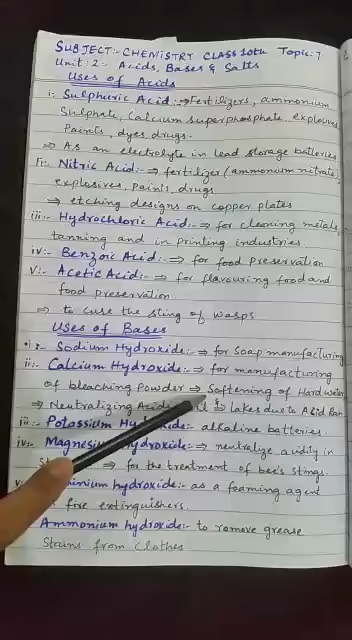 SUBJECT:- CHEMISTRY CLASS 10th Topic:- 7
Unit: 2 - Acids, Bases & Salts
Uses of Acids
i. Sulphuric Acid:- ⇒ Fertilizers, ammonium
Sulphate, Calcium superphosphate, explosives
Paints, dyes, drugs.
⇒ As an electrolyte in lead storage batteries
ii. Nitric Acid:- ⇒ fertilizer (ammonium nitrate),
explosives, paints, drugs
⇒ etching designs on copper plates
iii. Hydrochloric Acid:- ⇒ for cleaning metals,
tanning and in printing industries
iv. Benzoic Acid:- ⇒ for food preservation
v. Acetic Acid:- ⇒ for flavouring food and
food preservation
⇒ to cure the sting of wasps
Uses of Bases
i. Sodium Hydroxide:- ⇒ for Soap manufacturing
ii. Calcium Hydroxide:- ⇒ for manufacturing
of bleaching Powder ⇒ Softening of Hard water
⇒ Neutralizing Acid lakes due to Acid Rain
iii. Potassium Hydroxide:- alkaline batteries.
iv. Magnesium hydroxide:- ⇒ neutralize acidity in
⇒ for the treatment of bee's stings.
hydroxide:- as a foaming agent
fire extinguishers.
Ammonium hydroxide:- to remove grease
Stains from clothes